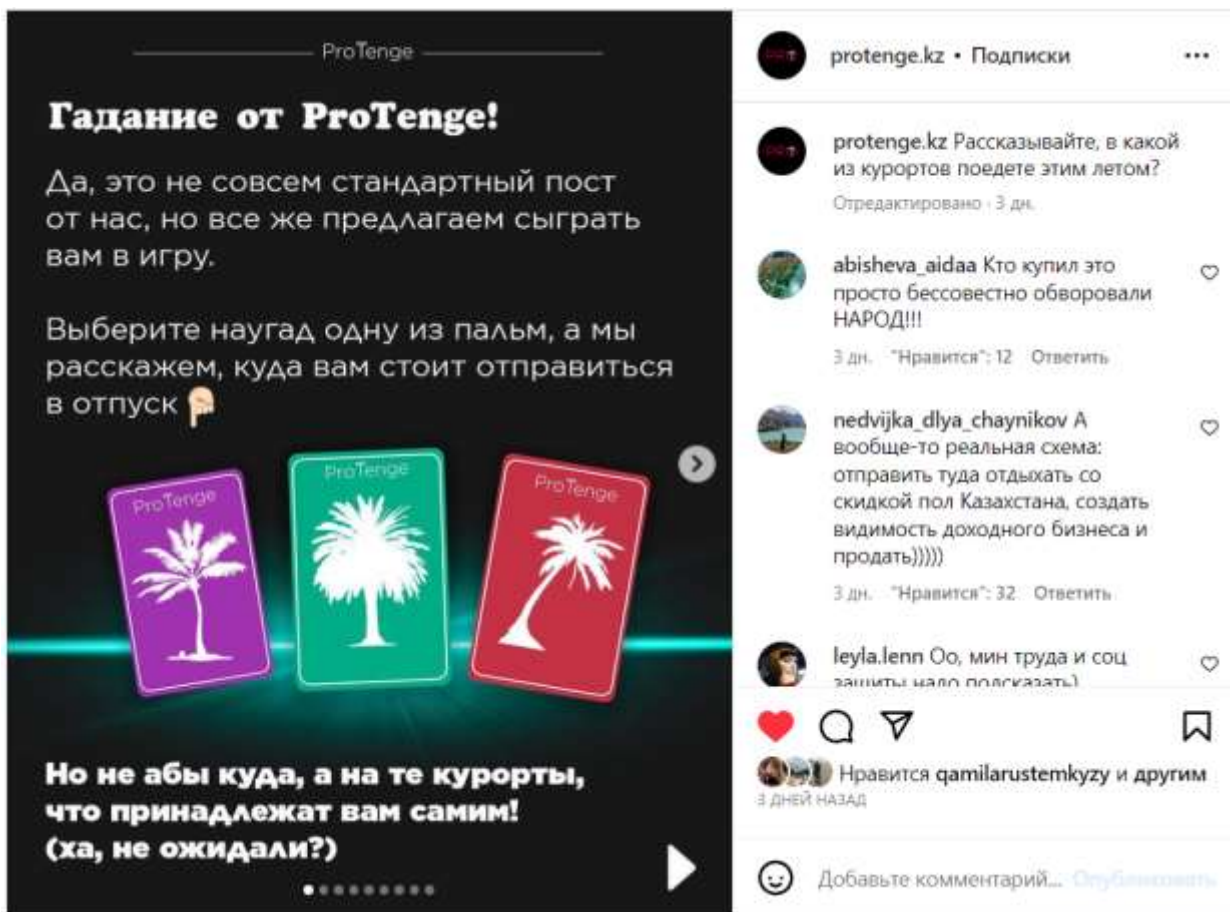 ProTenge
Гадание от ProTenge!
Да, это не совсем стандартный пост
от нас, но все же предлагаем сыграть
вам в игру.
Выберите наугад одну из пальм, а мы
расскажем, куда вам стоит отправиться
в отпуск
ProTenge
ProTenge
ProTenge
Но не абы куда, а на те курорты,
что принадлежат вам самим!
(ха, не ожидали?)
protenge.kz • Подписки
protenge.kz Рассказывайте, в какой
из курортов поедете этим летом?
Отредактировано · 3 дн.
abisheva_aidaa Кто купил это
просто бессовестно обворовали
НАРОД!!!
3 дн. "Нравится": 12 Ответить
nedvijka_dlya_chaynikov А
вообще-то реальная схема:
отправить туда отдыхать со
скидкой пол Казахстана, создать
видимость доходного бизнеса и
продать)))))
3 дн. "Нравится": 32 Ответить
leyla.lenn Оо, мин труда и соц
защиты надо подсказать)
Нравится qamilarustemkyzy и другим
3 ДНЕЙ НАЗАД
Добавьте комментарий... Опубликовать